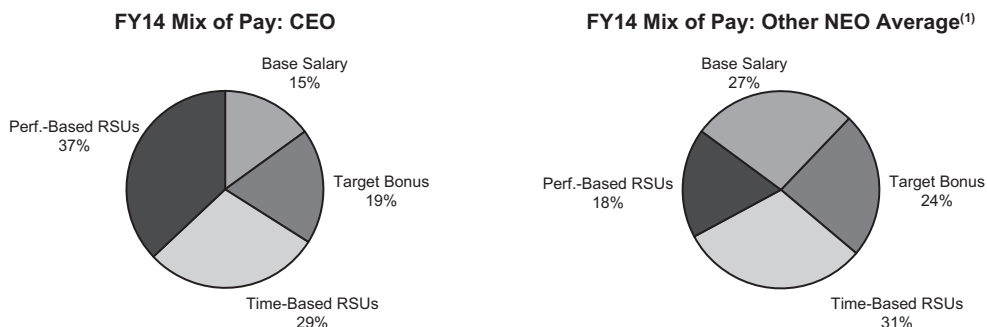 FY14 Mix of Pay: CEO
Base Salary
15%
Perf.-Based RSUs
37%
Target Bonus
19%
Time-Based RSUs
29%
FY14 Mix of Pay: Other NEO Average(1)
Base Salary
27%
Perf.-Based RSUs
18%
Target Bonus
24%
Time-Based RSUs
31%